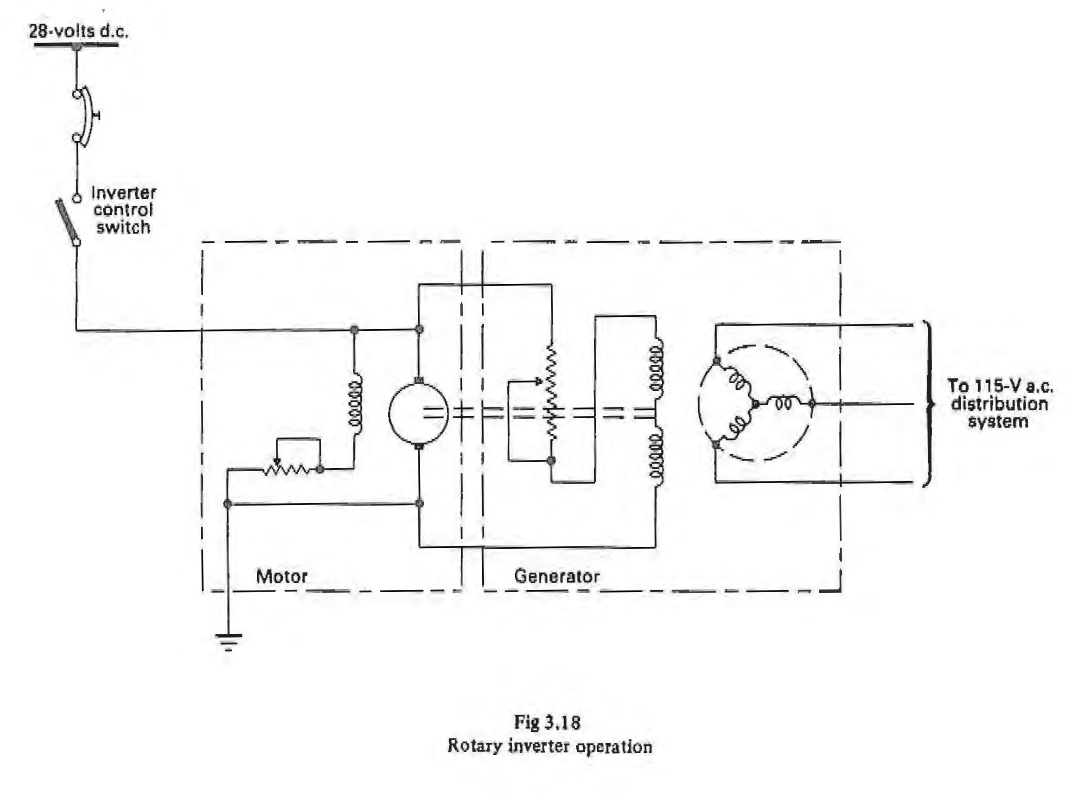 28-volts d.c.
Inverter
control
switch
To 115-V a.c.
distribution
system
Motor
Generator
Fig 3.18
Rotary inverter operation